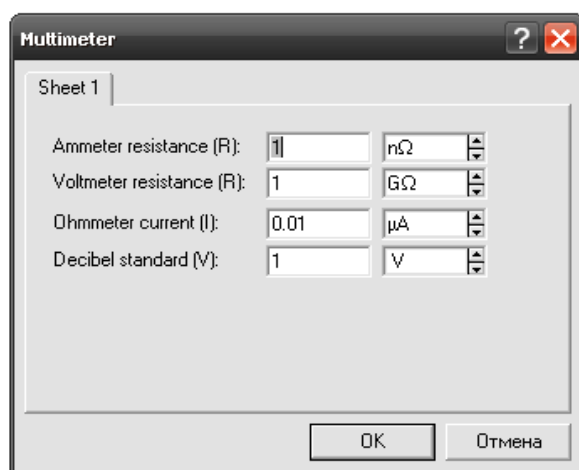 Multimeter
Sheet 1
Ammeter resistance (R): 1 nΩ
Voltmeter resistance (R): 1 GΩ
Ohmmeter current (I): 0.01 µA
Decibel standard (V): 1 V
OK Отмена